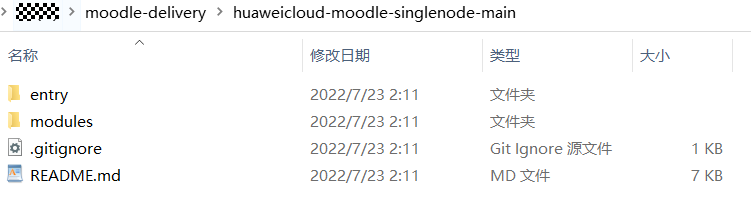 moodle-delivery > huaweicloud-moodle-singlenode-main
名称 修改日期 类型 大小
entry 2022/7/23 2:11 文件夹
modules 2022/7/23 2:11 文件夹
.gitignore 2022/7/23 2:11 Git Ignore 源文件 1 KB
README.md 2022/7/23 2:11 MD 文件 7 KB